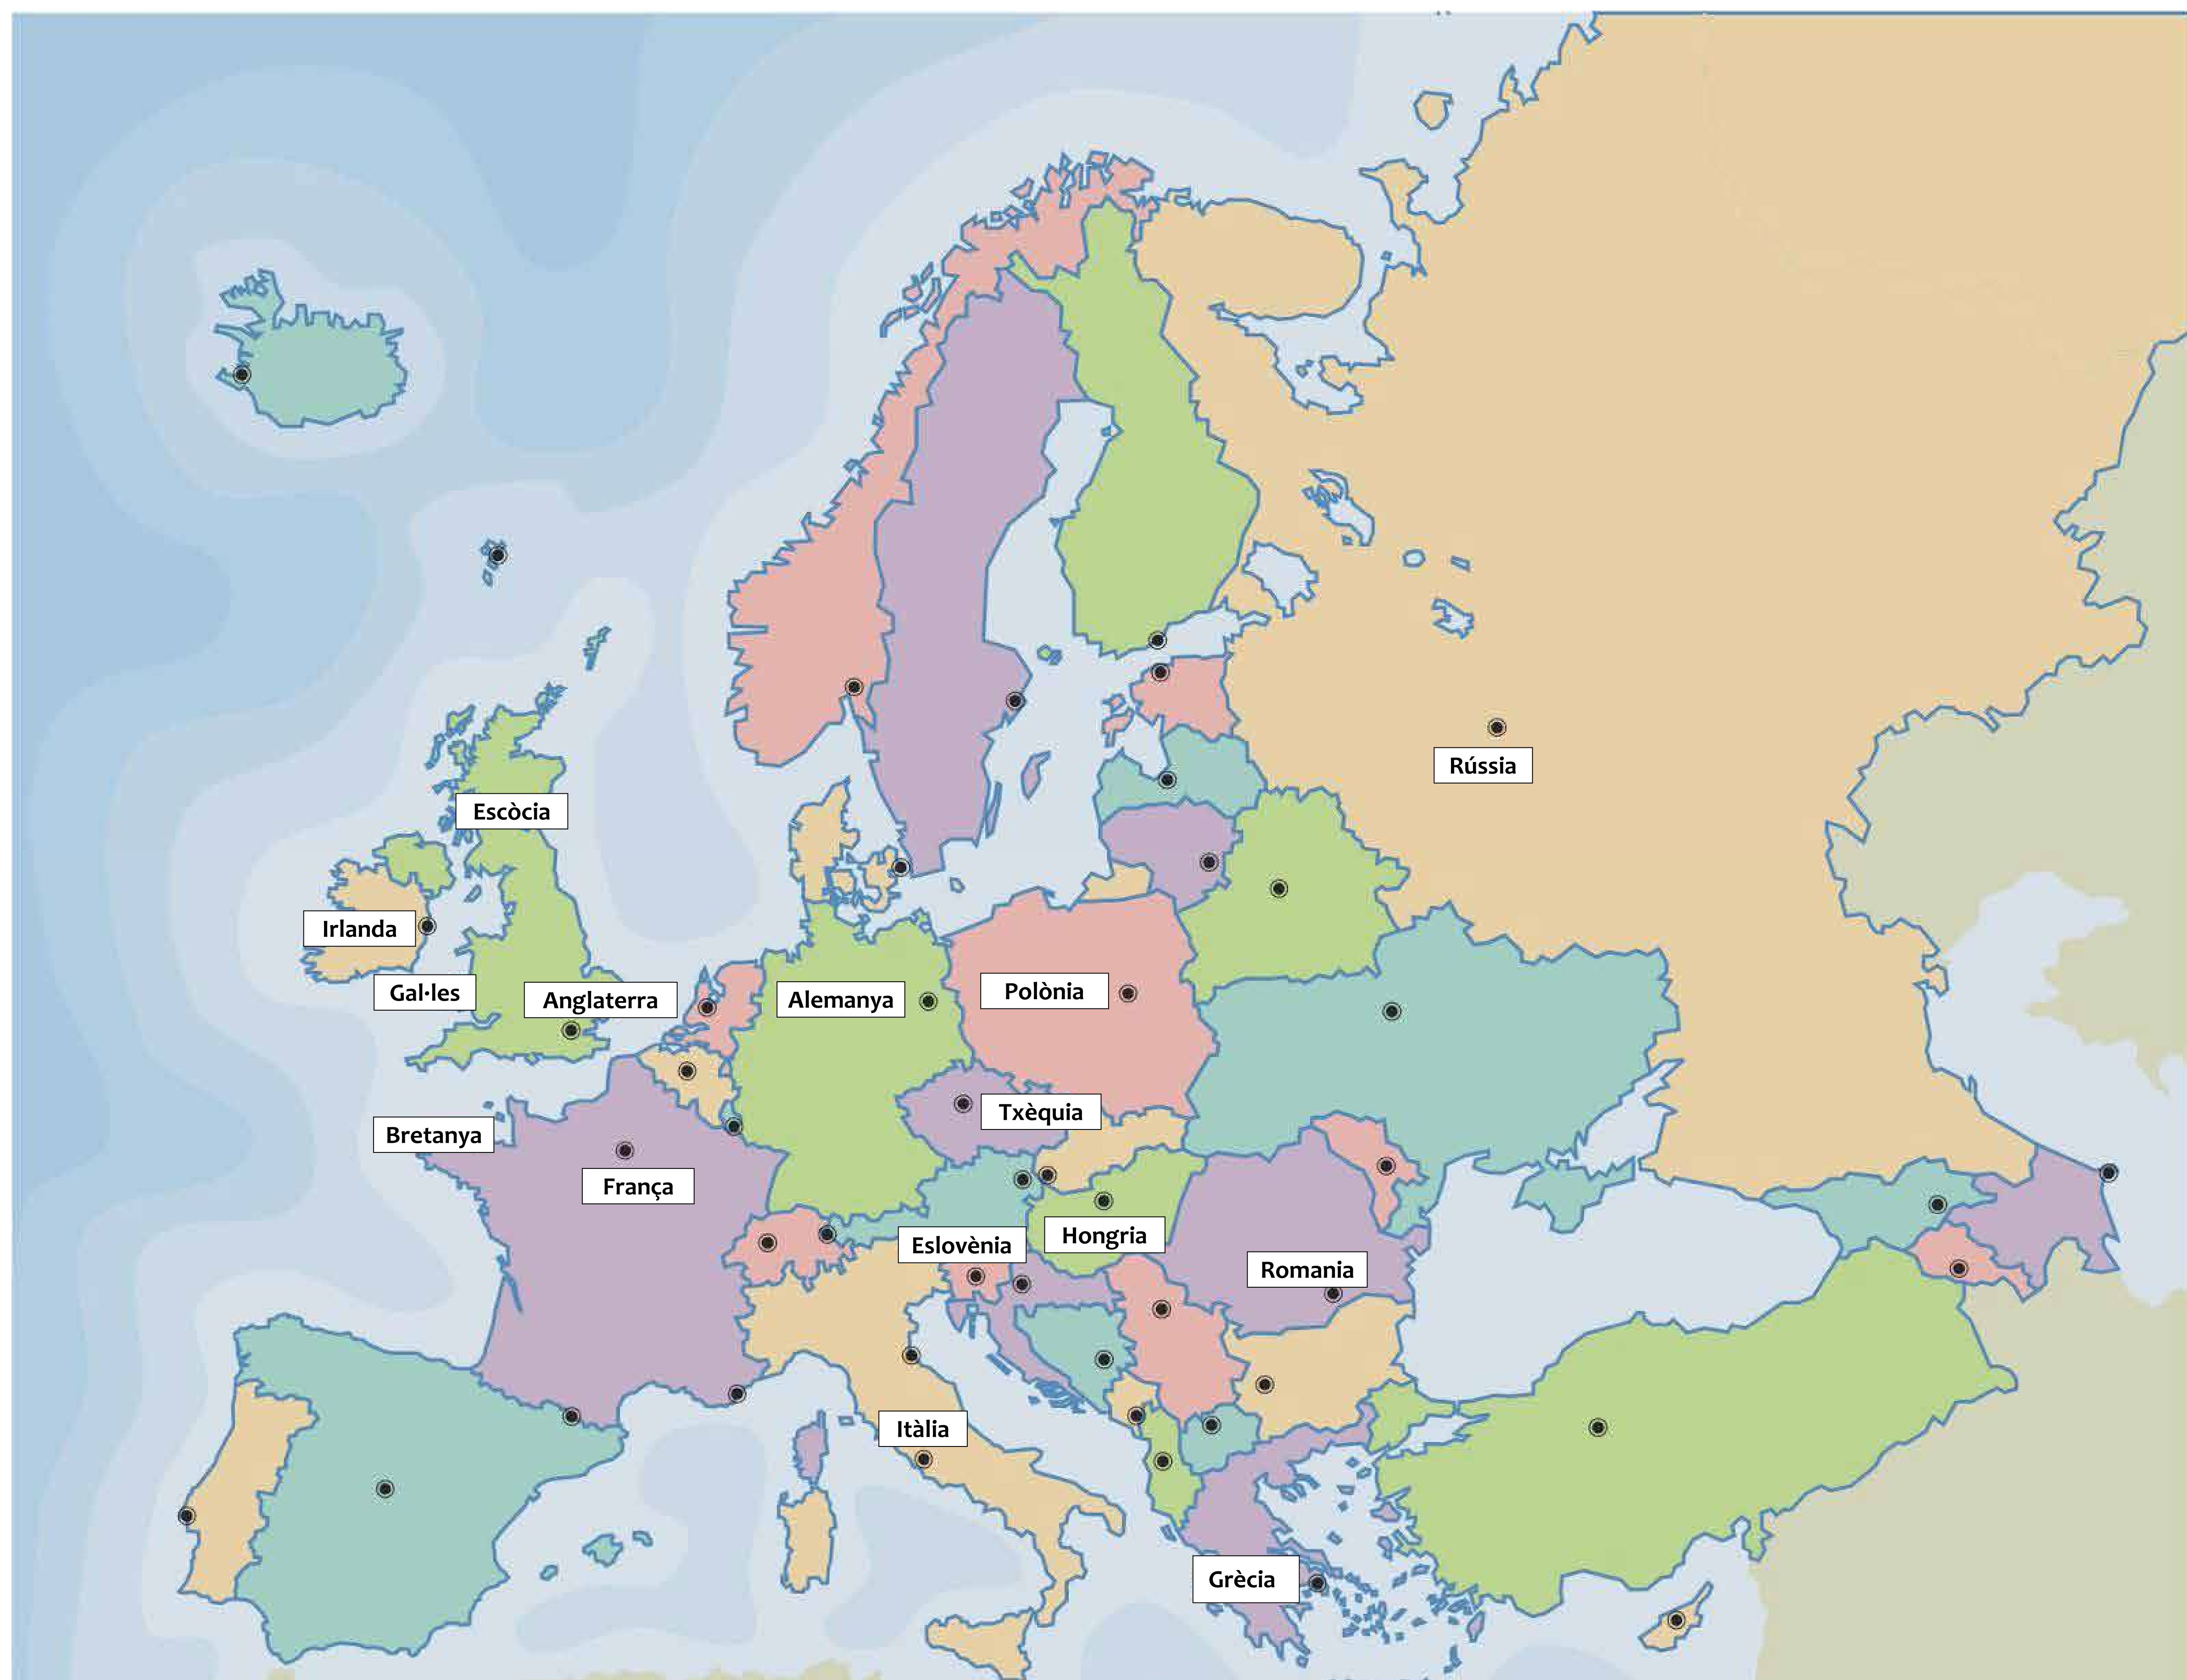 Rússia
Escòcia
Irlanda
Gal·les
Anglaterra
Alemanya
Polònia
Txèquia
Bretanya
França
Eslovènia
Hongria
Romania
Itàlia
Grècia